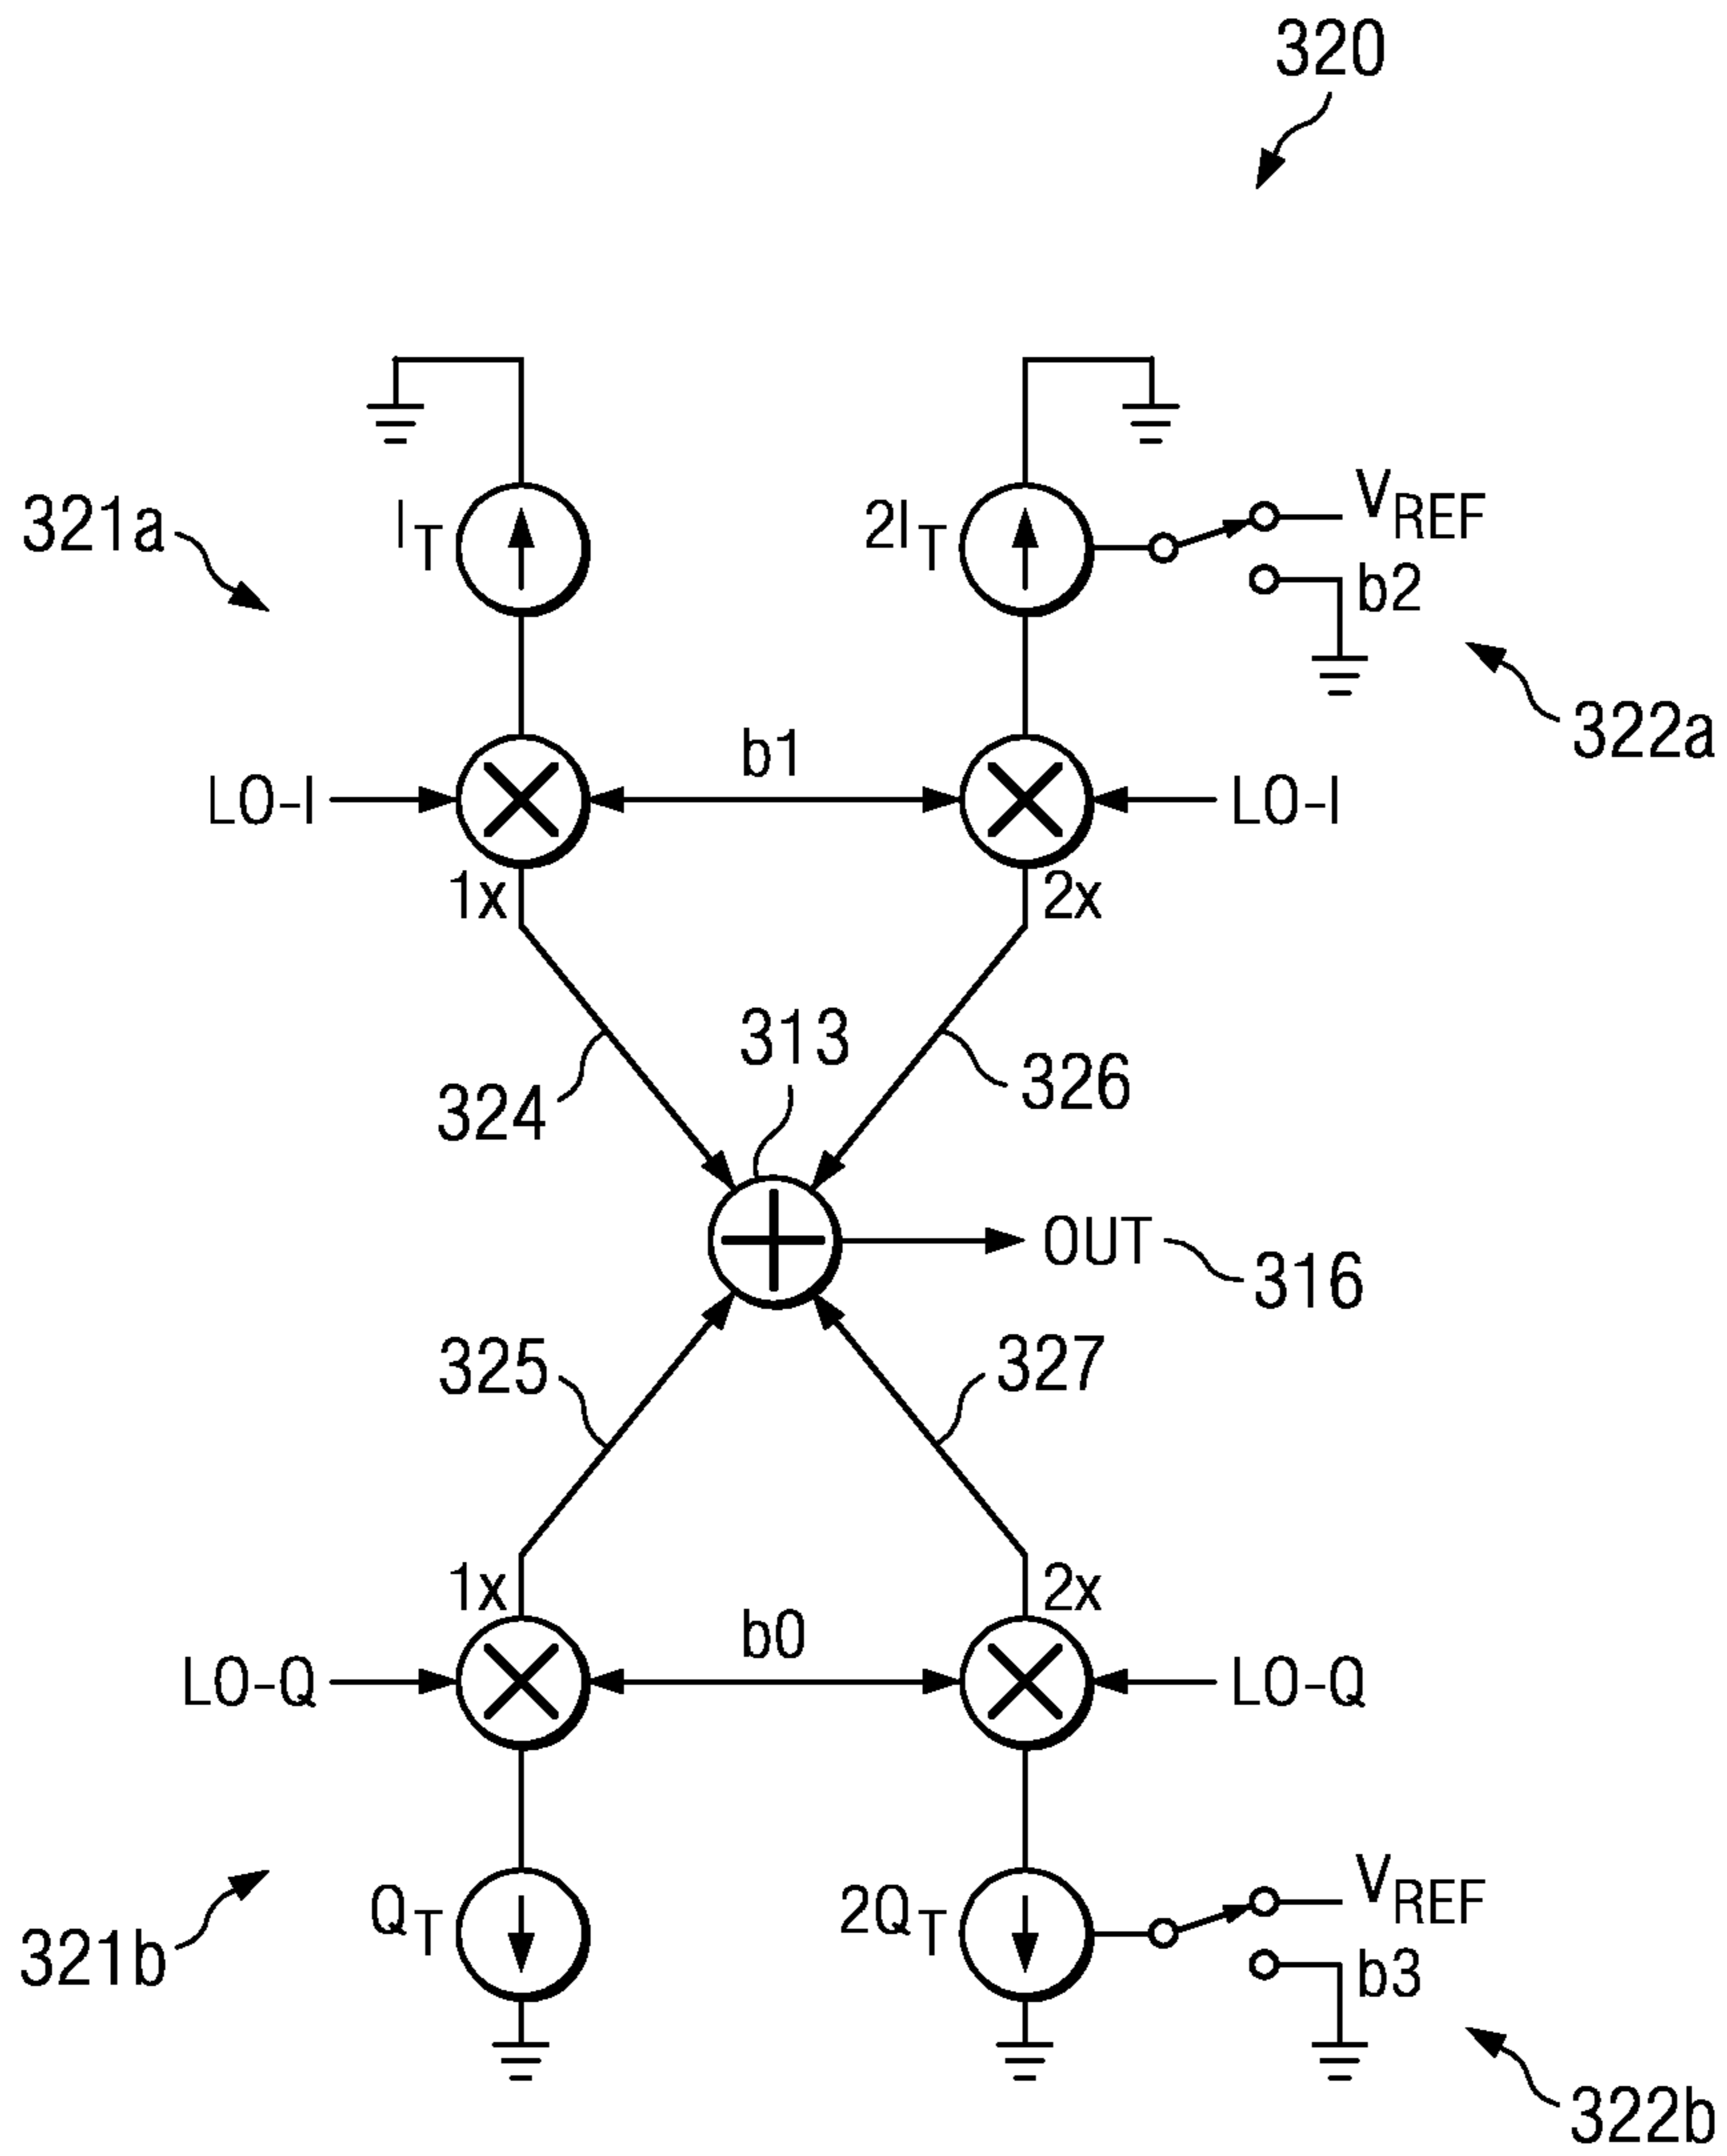 320
321a
I_T
2I_T
V_REF
b2
322a
LO-I
b1
LO-I
1x
2x
313
324
326
OUT
316
325
327
1x
2x
LO-Q
b0
LO-Q
Q_T
2Q_T
V_REF
b3
321b
322b